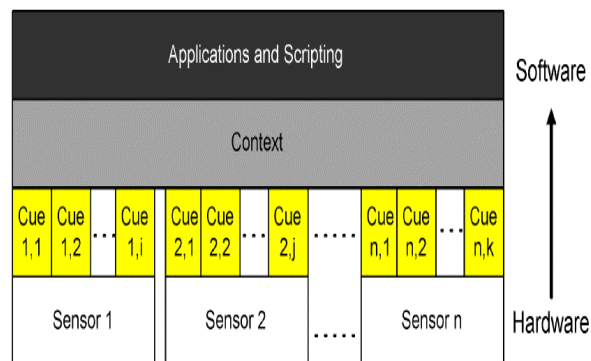 Applications and Scripting
Software
Context
Cue 1,1
Cue 1,2
...
Cue 1,i
Cue 2,1
Cue 2,2
...
Cue 2,j
.....
Cue n,1
Cue n,2
...
Cue n,k
Sensor 1
Sensor 2
.....
Sensor n
Hardware